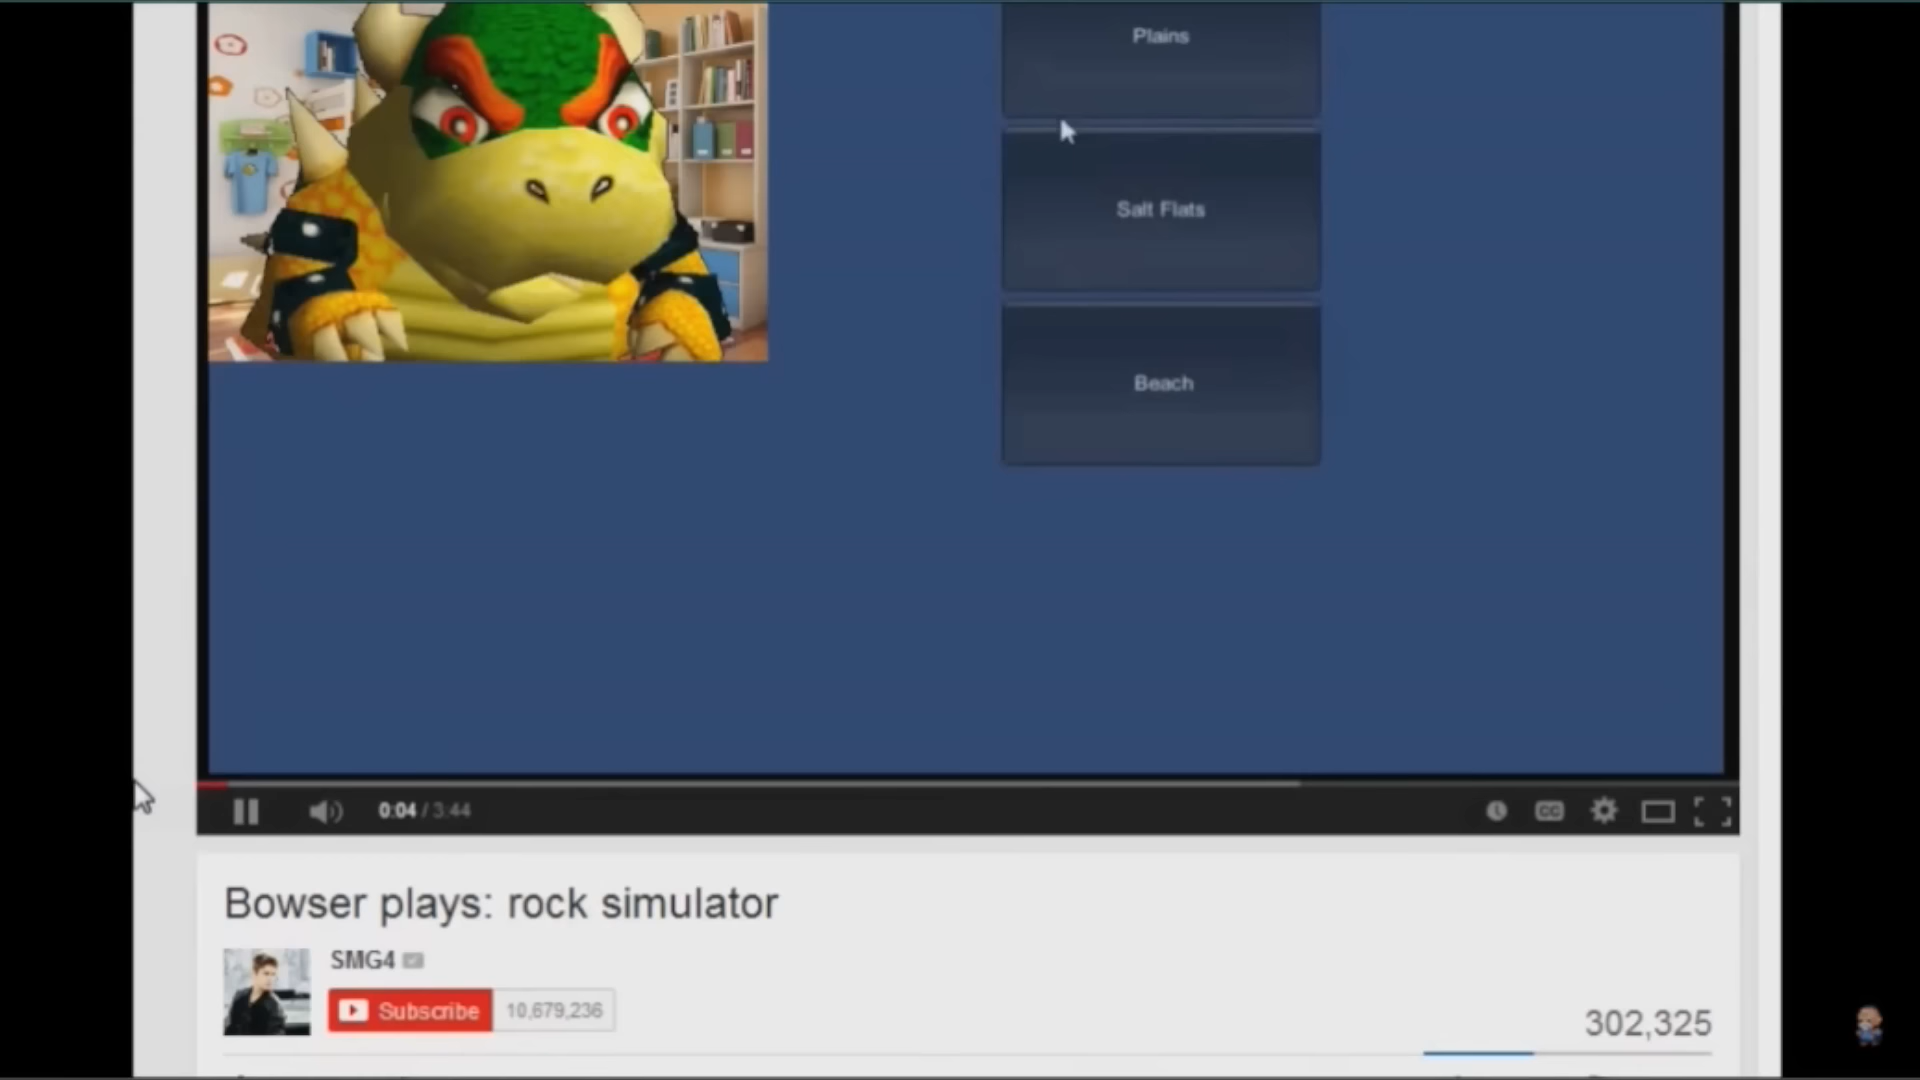 Plains
Salt Flats
Beach
0:04 / 3:44
CC
Bowser plays: rock simulator
SMG4
Subscribe 10,679,236
302,325